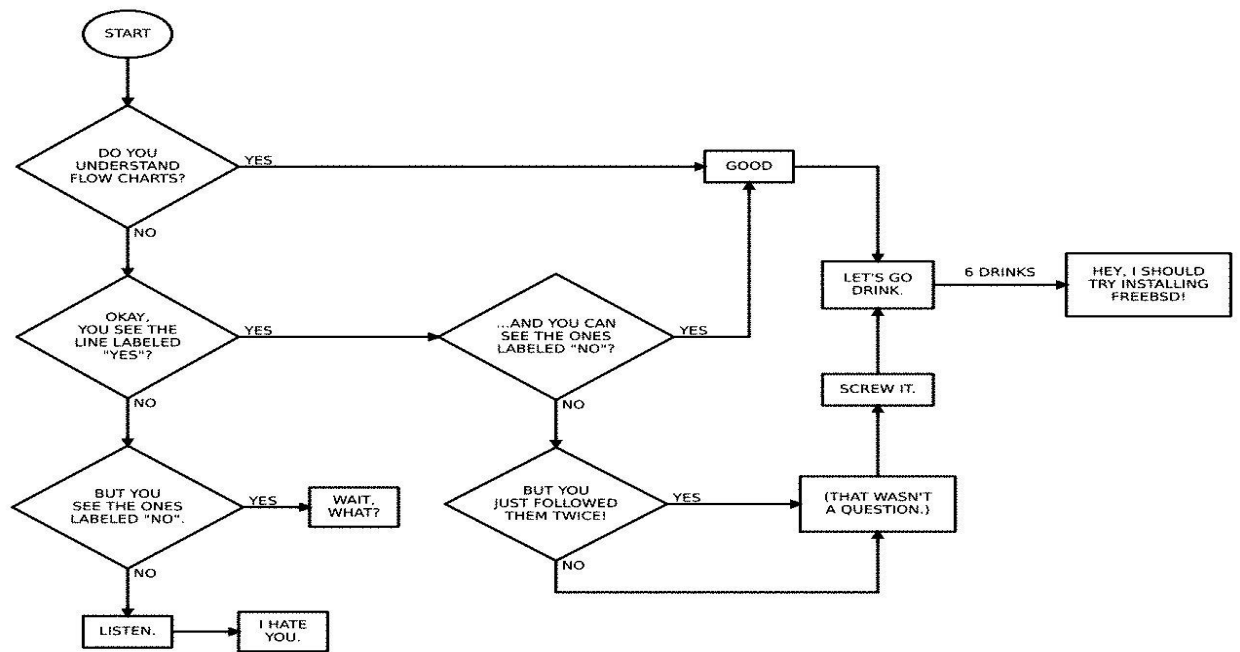 START
DO YOU
UNDERSTAND
FLOW CHARTS?
YES
GOOD
NO
LET'S GO
DRINK.
6 DRINKS
HEY, I SHOULD
TRY INSTALLING
FREEBSD!
OKAY,
YOU SEE THE
LINE LABELED
"YES"?
YES
...AND YOU CAN
SEE THE ONES
LABELED "NO"?
YES
NO
NO
SCREW IT.
BUT YOU
SEE THE ONES
LABELED "NO".
YES
WAIT,
WHAT?
BUT YOU
JUST FOLLOWED
THEM TWICE!
YES
(THAT WASN'T
A QUESTION.)
NO
NO
LISTEN.
I HATE
YOU.